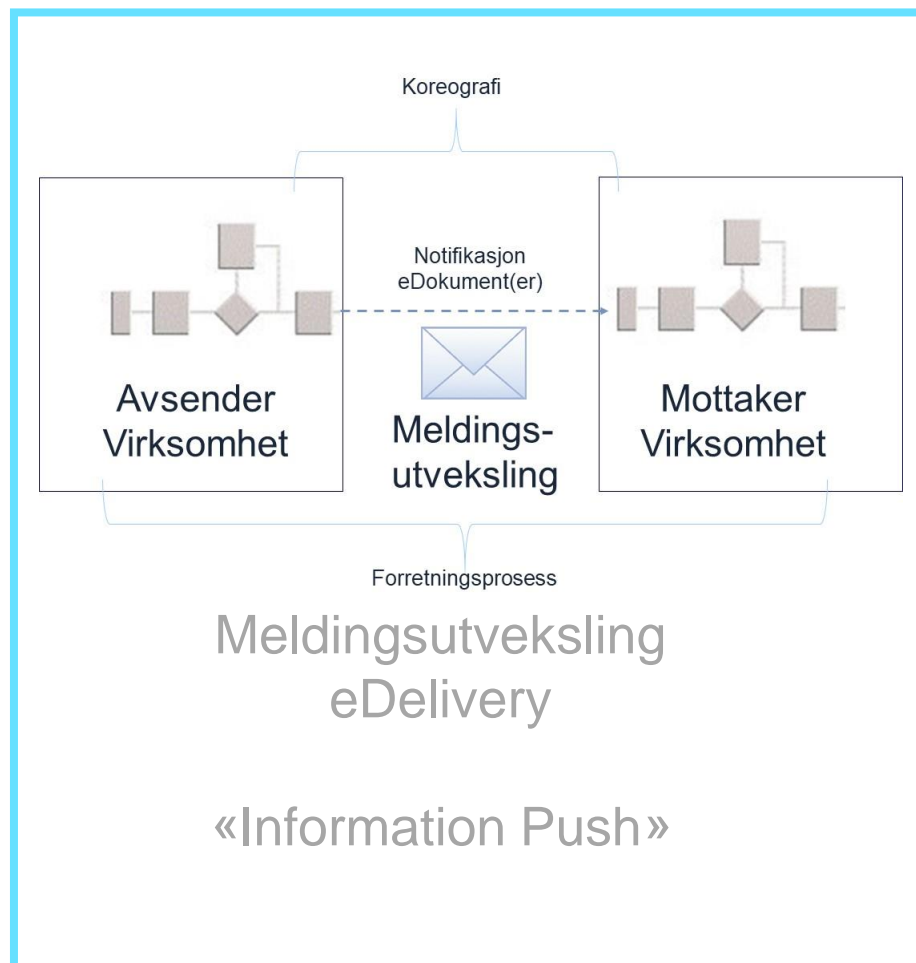 Koreografi
Notifikasjon
eDokument(er)
Avsender
Virksomhet
Meldings-
utveksling
Mottaker
Virksomhet
Forretningsprosess
Meldingsutveksling
eDelivery
«Information Push»